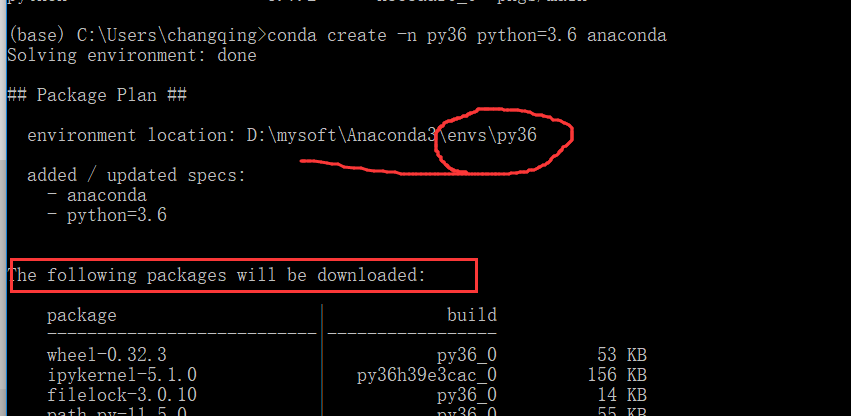 (base) C:\Users\changqing>conda create -n py36 python=3.6 anaconda
Solving environment: done
## Package Plan ##
environment location: D:\mysoft\Anaconda3\envs\py36
added / updated specs:
- anaconda
- python=3.6
The following packages will be downloaded:
package | build
---------------------------|-----------------
wheel-0.32.3 | py36_0 53 KB
ipykernel-5.1.0 | py36h39e3cac_0 156 KB
filelock-3.0.10 | py36_0 14 KB
path.py-11.5.0 | py36_0 55 KB